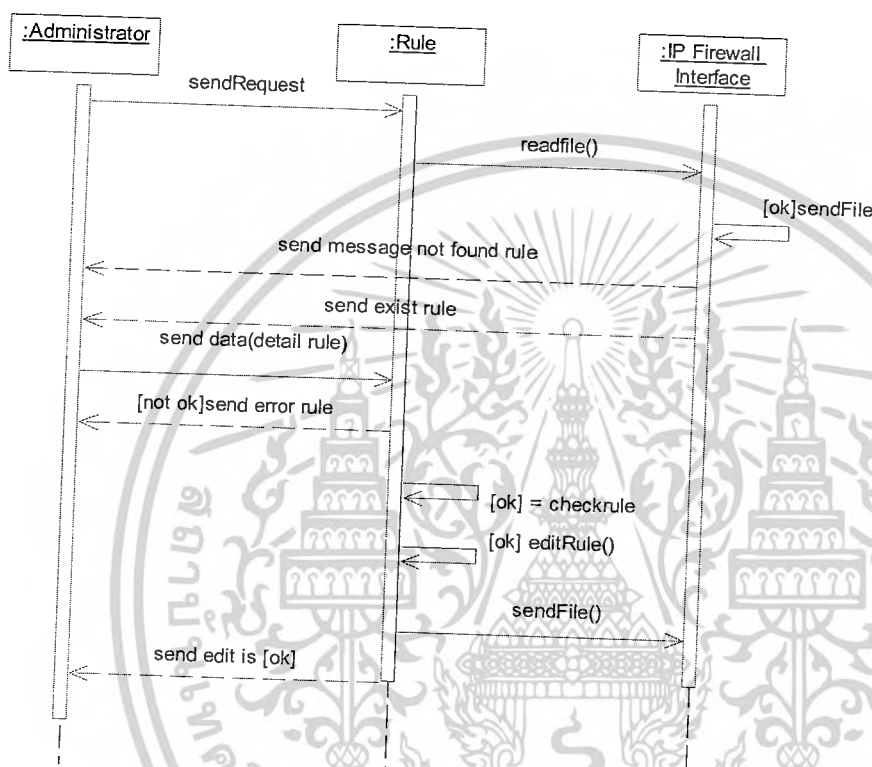 :Administrator
:Rule
:IP Firewall
Interface
sendRequest
readfile()
[ok]sendFile
send message not found rule
send exist rule
send data(detail rule)
[not ok]send error rule
[ok] = checkrule
[ok] editRule()
sendFile()
send edit is [ok]